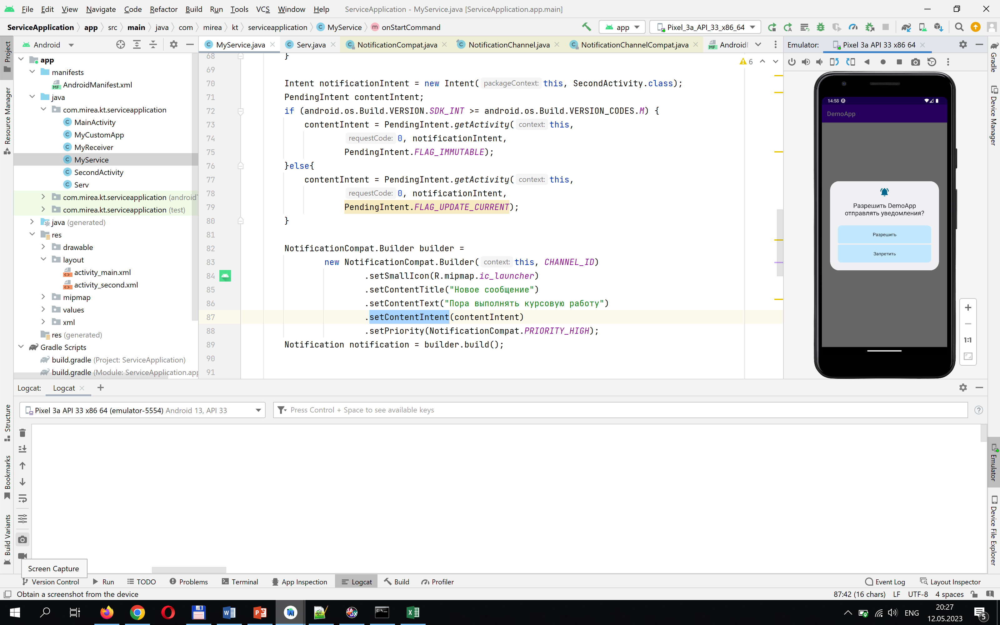 File Edit View Navigate Code Refactor Build Run Tools VCS Window Help ServiceApplication - MyService.java [ServiceApplication.app.main]
ServiceApplication app src main java com mirea kt serviceapplication MyService onStartCommand app Pixel_3a_API_33_x86_64
Android MyService.java Serv.java NotificationCompat.java NotificationChannel.java NotificationChannelCompat.java Android Emulator: Pixel 3a API 33 x86 64
Project
Resource Manager
Structure
Bookmarks
Build Variants
app
manifests
AndroidManifest.xml
java
com.mirea.kt.serviceapplication
MainActivity
MyCustomApp
MyReceiver
MyService
SecondActivity
Serv
com.mirea.kt.serviceapplication (android
com.mirea.kt.serviceapplication (test)
java (generated)
res
drawable
layout
activity_main.xml
activity_second.xml
mipmap
values
xml
res (generated)
Gradle Scripts
build.gradle (Project: ServiceApplication)
build.gradle (Module: ServiceApplication.app
6
68 }
69
70 Intent notificationIntent = new Intent( packageContext: this, SecondActivity.class);
71 PendingIntent contentIntent;
72 if (android.os.Build.VERSION.SDK_INT >= android.os.Build.VERSION_CODES.M) {
73 contentIntent = PendingIntent.getActivity( context: this,
74 requestCode: 0, notificationIntent,
75 PendingIntent.FLAG_IMMUTABLE);
76 }else{
77 contentIntent = PendingIntent.getActivity( context: this,
78 requestCode: 0, notificationIntent,
79 PendingIntent.FLAG_UPDATE_CURRENT);
80 }
81
82 NotificationCompat.Builder builder =
83 new NotificationCompat.Builder( context: this, CHANNEL_ID)
84 .setSmallIcon(R.mipmap.ic_launcher)
85 .setContentTitle("Новое сообщение")
86 .setContentText("Пора выполнять курсовую работу")
87 .setContentIntent(contentIntent)
88 .setPriority(NotificationCompat.PRIORITY_HIGH);
89 Notification notification = builder.build();
90
91
14:58
DemoApp
Разрешить DemoApp
отправлять уведомления?
Разрешить
Запретить
1:1
Gradle
Device Manager
Emulator
Device File Explorer
Logcat: Logcat
Pixel 3a API 33 x86 64 (emulator-5554) Android 13, API 33 Press Control + Space to see available keys
Screen Capture
Version Control Run TODO Problems Terminal App Inspection Logcat Build Profiler Event Log Layout Inspector
Obtain a screenshot from the device 87:42 (16 chars) LF UTF-8 4 spaces
ENG 20:27
12.05.2023 5